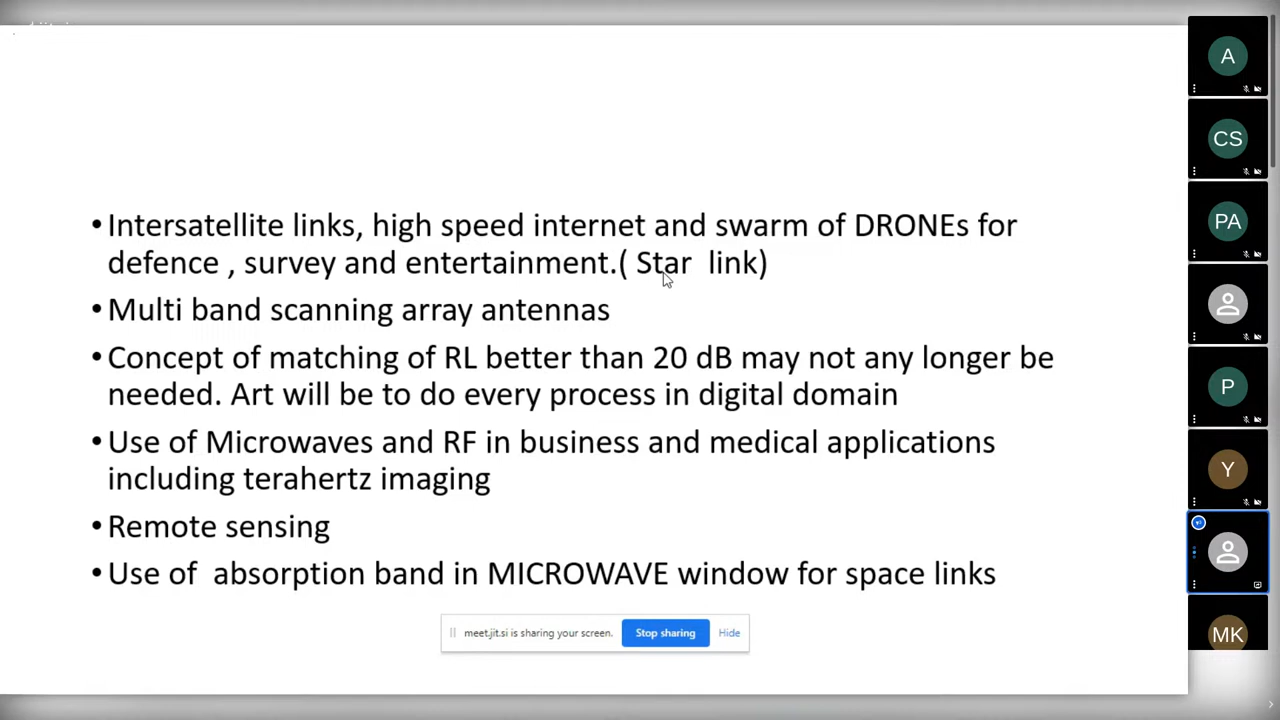 • Intersatellite links, high speed internet and swarm of DRONEs for
defence , survey and entertainment.( Star  link)
• Multi band scanning array antennas
• Concept of matching of RL better than 20 dB may not any longer be
needed. Art will be to do every process in digital domain
• Use of Microwaves and RF in business and medical applications
including terahertz imaging
• Remote sensing
• Use of  absorption band in MICROWAVE window for space links
meet.jit.si is sharing your screen. Stop sharing Hide
A
CS
PA
P
Y
MK